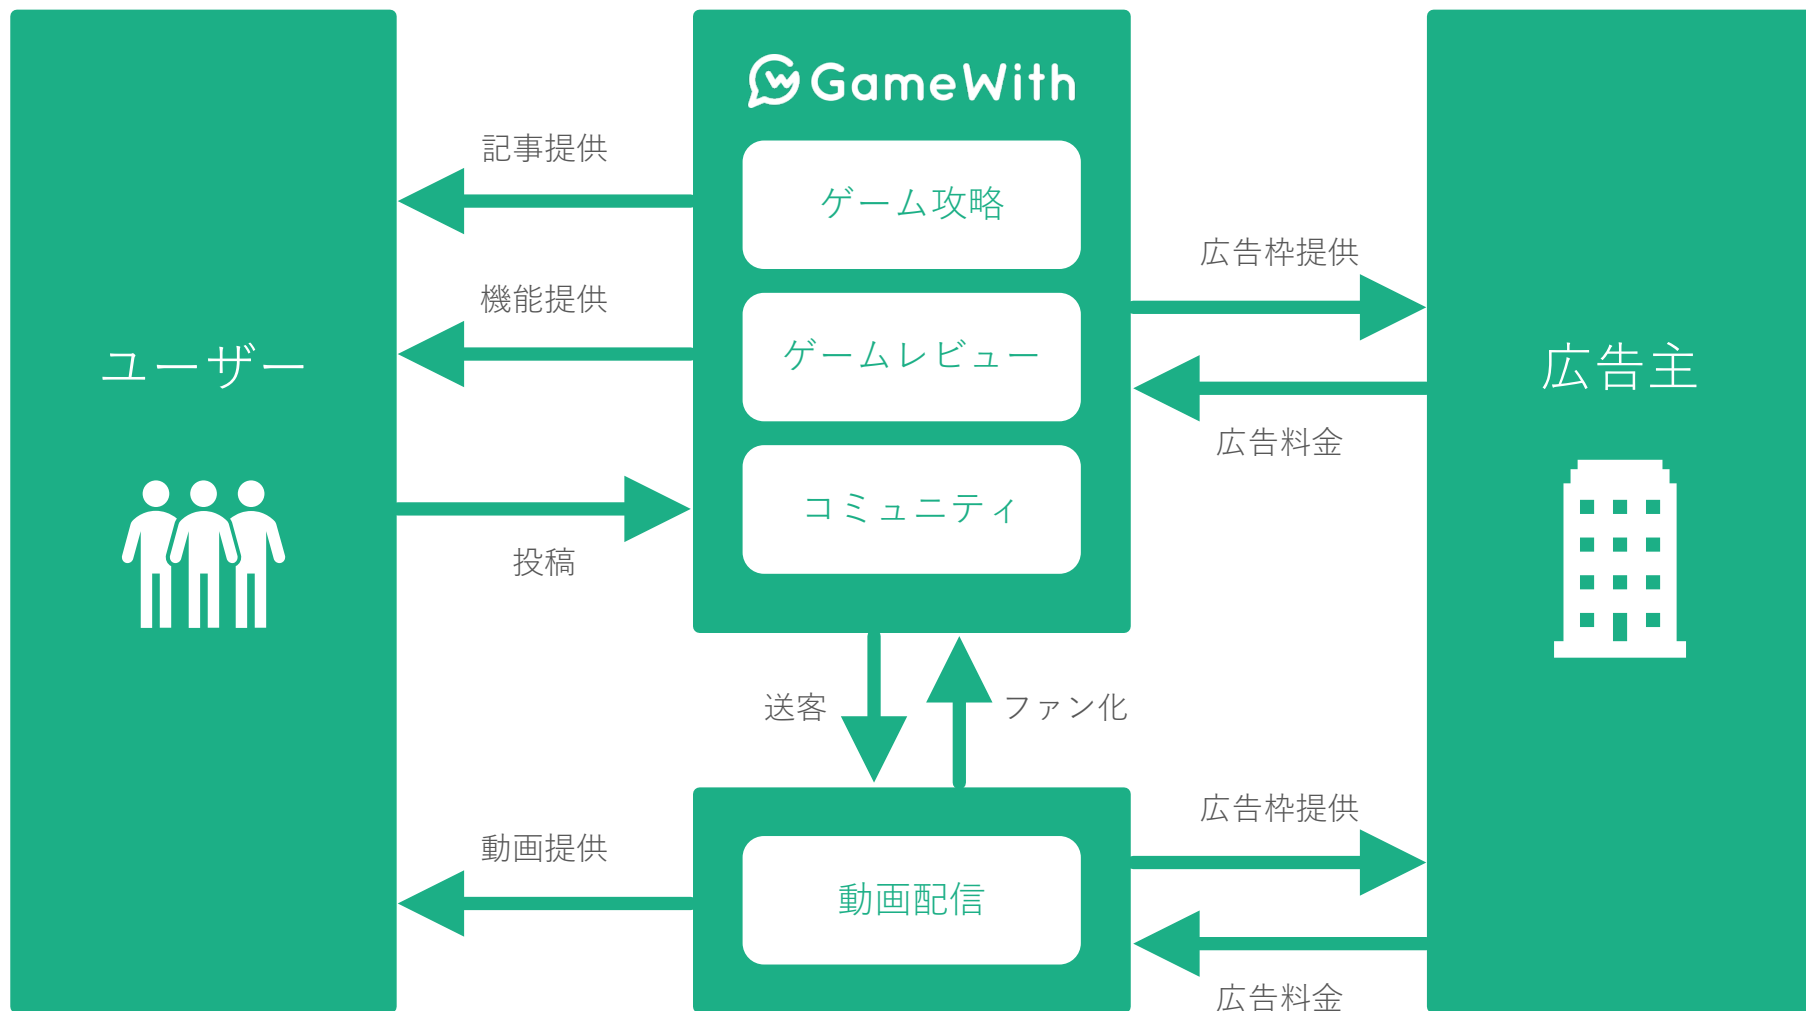 GameWith
記事提供
ゲーム攻略
広告枠提供
機能提供
ゲームレビュー
ユーザー
広告主
広告料金
コミュニティ
投稿
送客
ファン化
広告枠提供
動画提供
動画配信
広告料金